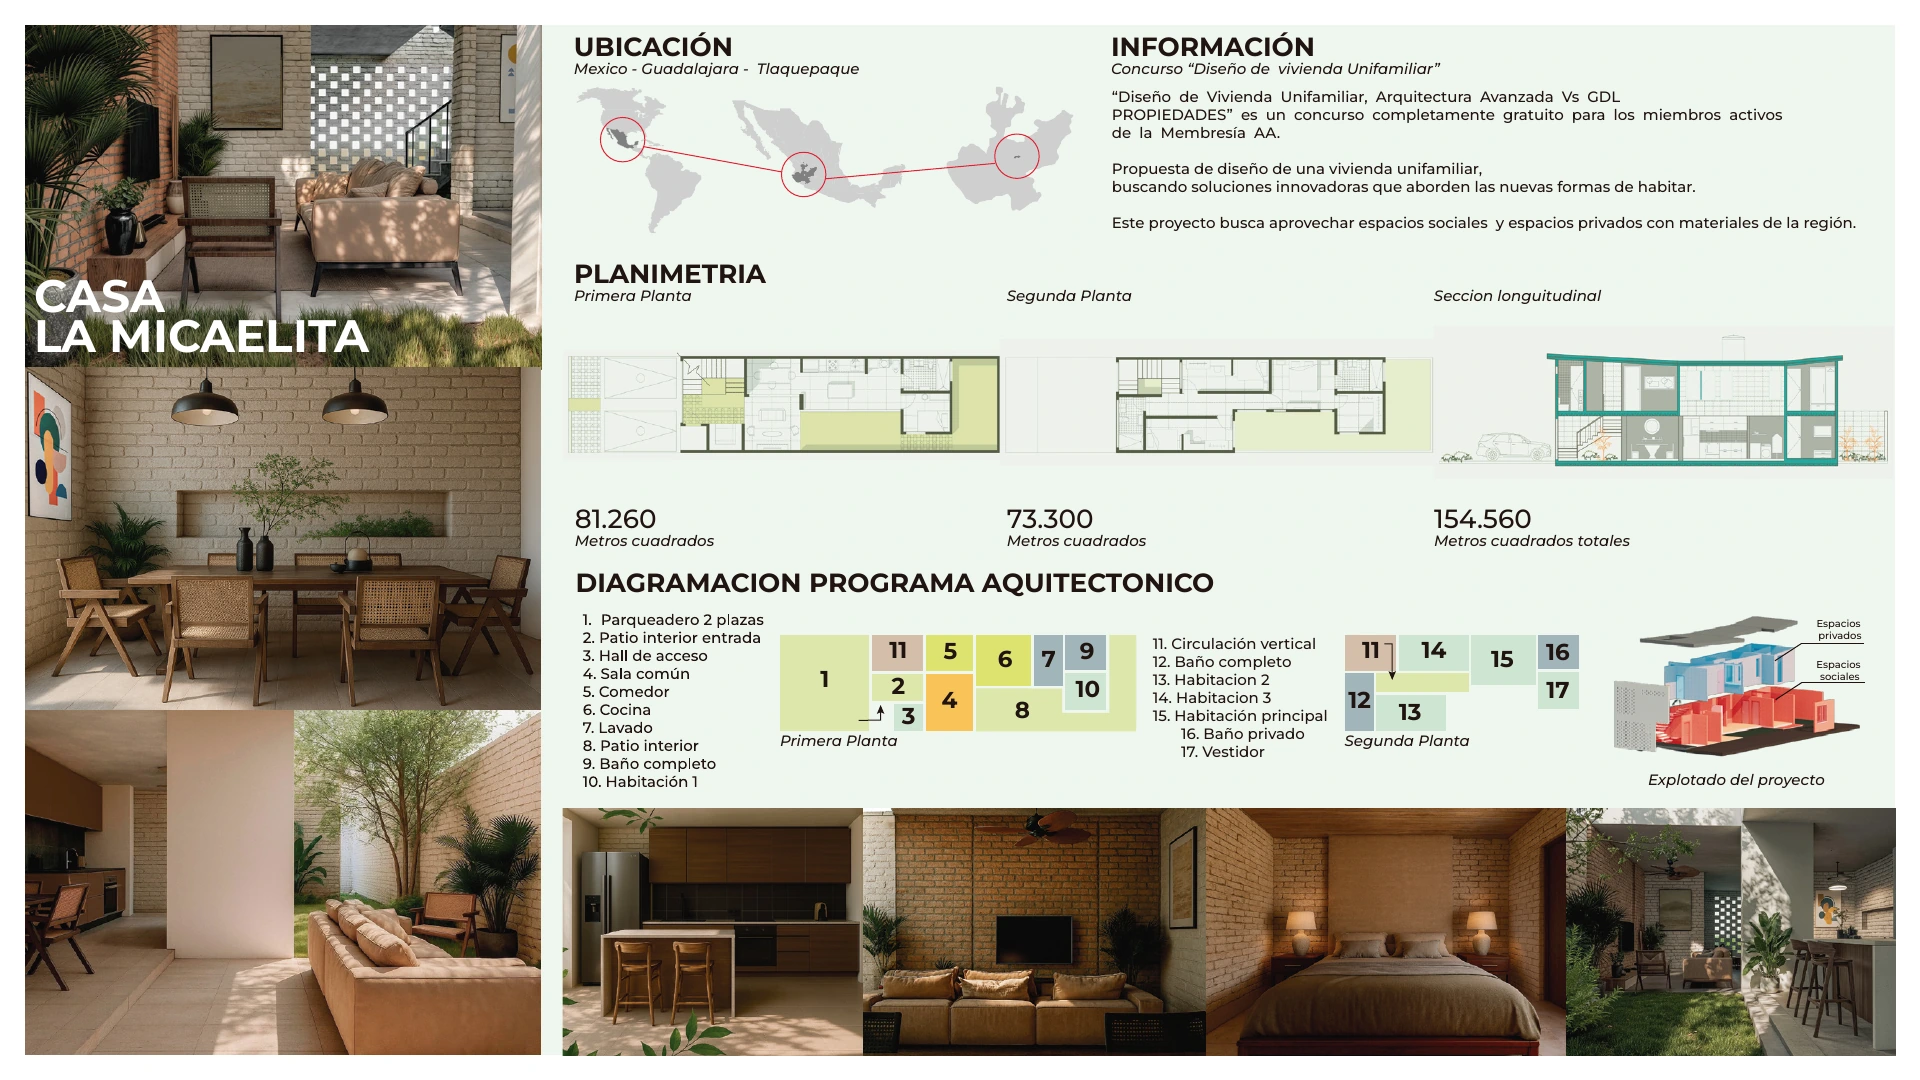 CASA
LA MICAELITA
UBICACIÓN
Mexico - Guadalajara - Tlaquepaque
INFORMACIÓN
Concurso “Diseño de vivienda Unifamiliar”
“Diseño de Vivienda Unifamiliar, Arquitectura Avanzada Vs GDL
PROPIEDADES” es un concurso completamente gratuito para los miembros activos
de la Membresía AA.
Propuesta de diseño de una vivienda unifamiliar,
buscando soluciones innovadoras que aborden las nuevas formas de habitar.
Este proyecto busca aprovechar espacios sociales y espacios privados con materiales de la región.
PLANIMETRIA
Primera Planta
Segunda Planta
Seccion longuitudinal
81.260
Metros cuadrados
73.300
Metros cuadrados
154.560
Metros cuadrados totales
DIAGRAMACION PROGRAMA AQUITECTONICO
1. Parqueadero 2 plazas
2. Patio interior entrada
3. Hall de acceso
4. Sala común
5. Comedor
6. Cocina
7. Lavado
8. Patio interior
9. Baño completo
10. Habitación 1
1
11
5
6
7
9
2
4
10
3
8
Primera Planta
11. Circulación vertical
12. Baño completo
13. Habitacion 2
14. Habitacion 3
15. Habitación principal
16. Baño privado
17. Vestidor
11
14
15
16
12
13
17
Segunda Planta
Espacios
privados
Espacios
sociales
Explotado del proyecto